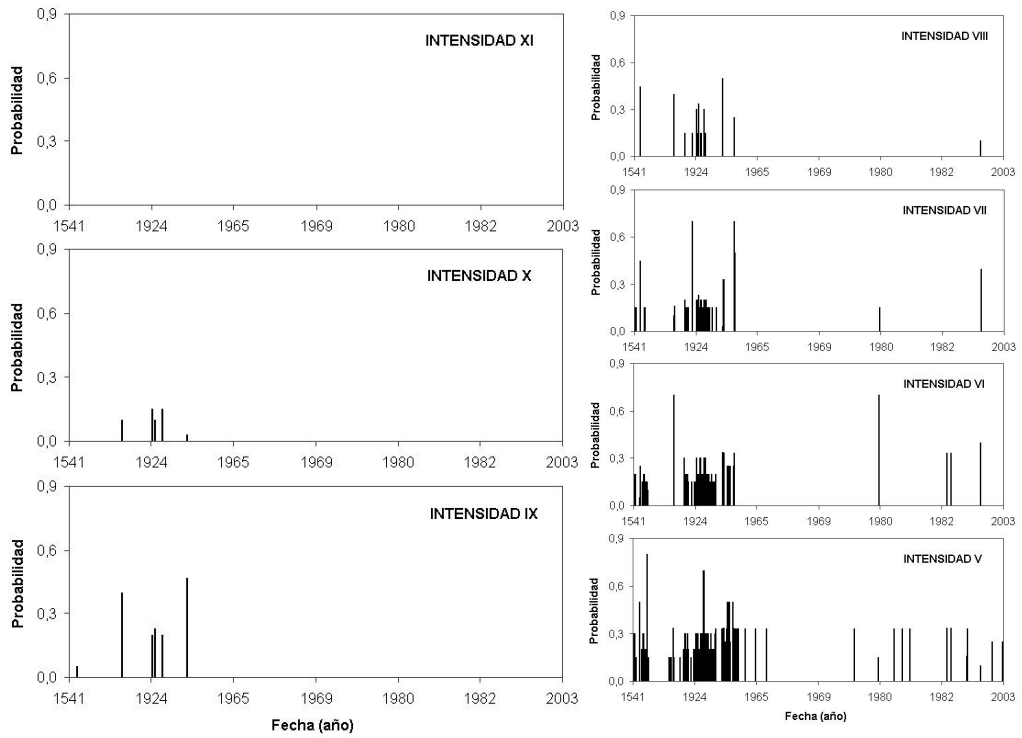 INTENSIDAD XI
Probabilidad
0,9
0,6
0,3
0,0
1541 1924 1965 1969 1980 1982 2003
INTENSIDAD X
Probabilidad
0,9
0,6
0,3
0,0
1541 1924 1965 1969 1980 1982 2003
INTENSIDAD IX
Probabilidad
0,9
0,6
0,3
0,0
1541 1924 1965 1969 1980 1982 2003
Fecha (año)
INTENSIDAD VIII
Probabilidad
0,9
0,6
0,3
0,0
1541 1924 1965 1969 1980 1982 2003
INTENSIDAD VII
Probabilidad
0,9
0,6
0,3
0,0
1541 1924 1965 1969 1980 1982 2003
INTENSIDAD VI
Probabilidad
0,9
0,6
0,3
0,0
1541 1924 1965 1969 1980 1982 2003
INTENSIDAD V
Probabilidad
0,9
0,6
0,3
0,0
1541 1924 1965 1969 1980 1982 2003
Fecha (año)